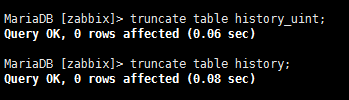 MariaDB [zabbix]> truncate table history_uint;
Query OK, 0 rows affected (0.06 sec)
MariaDB [zabbix]> truncate table history;
Query OK, 0 rows affected (0.08 sec)